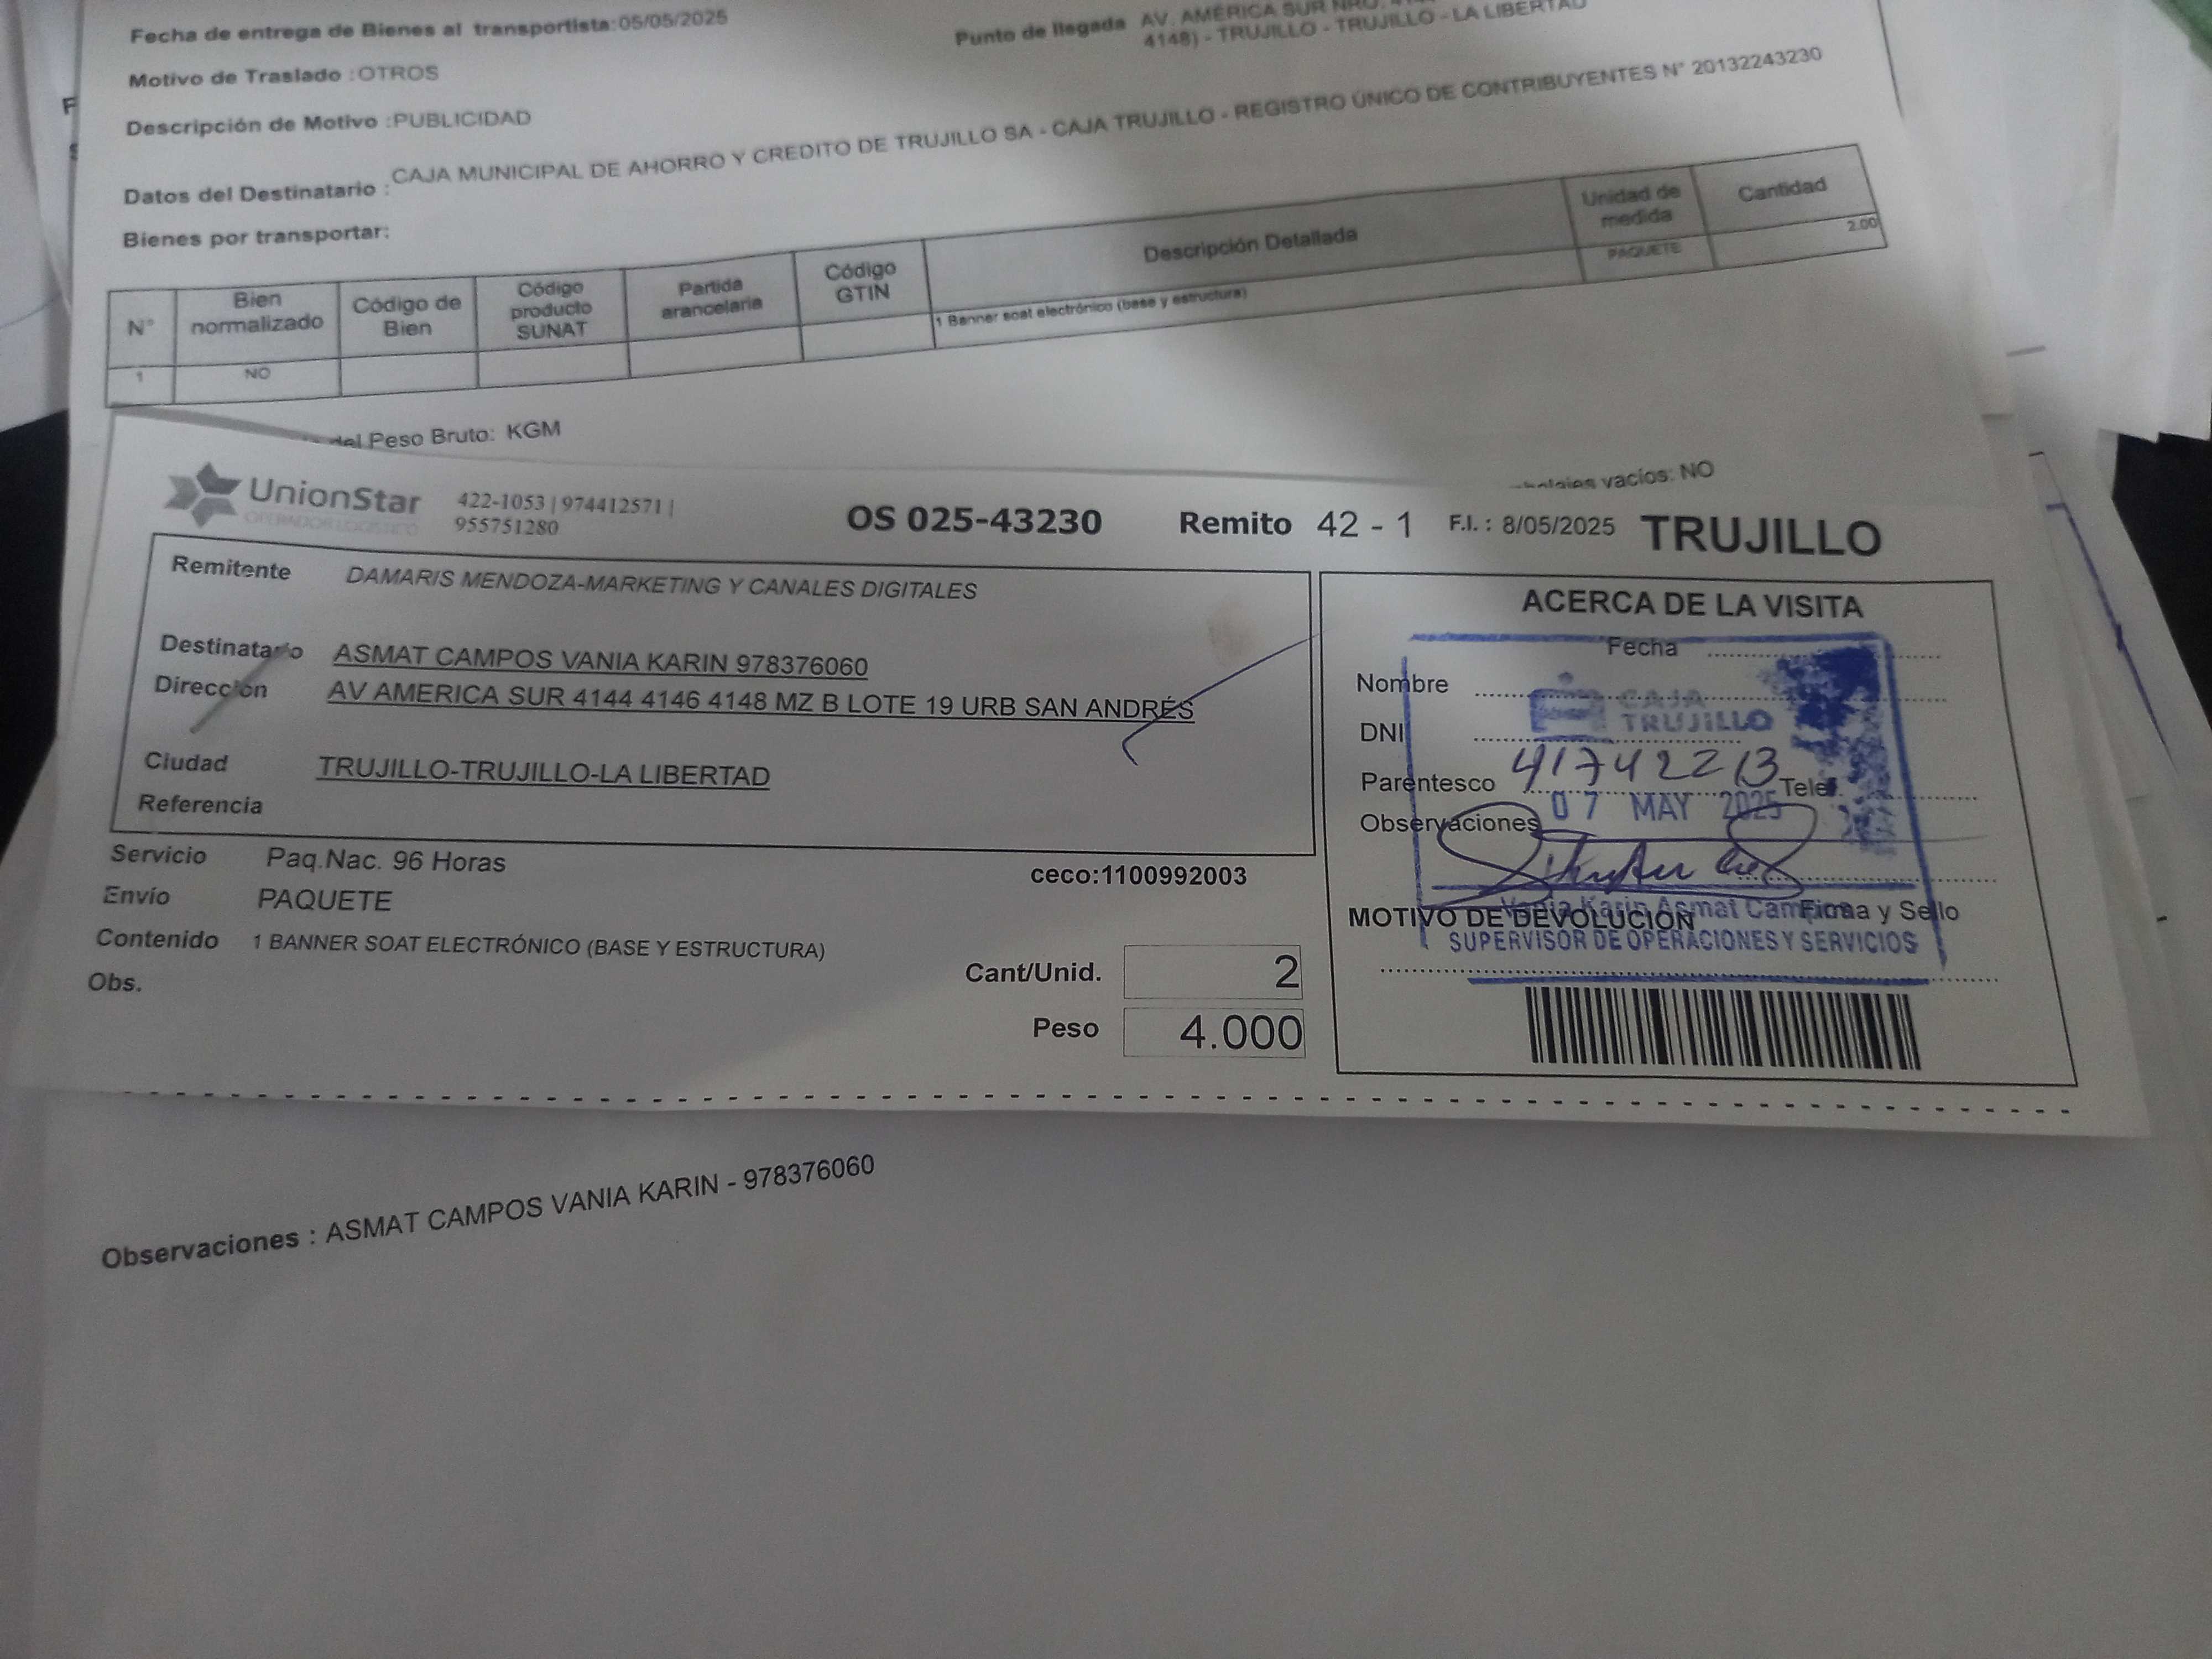 Fecha de entrega de Bienes al transportista:05/05/2025
Punto de llegada AV. AMÉRICA SUR NRO.
4148) - TRUJILLO - TRUJILLO - LA LIBERTAD
Motivo de Traslado :OTROS
Descripción de Motivo :PUBLICIDAD
Datos del Destinatario : CAJA MUNICIPAL DE AHORRO Y CREDITO DE TRUJILLO SA - CAJA TRUJILLO - REGISTRO ÚNICO DE CONTRIBUYENTES N° 20132243230
Bienes por transportar:
N° Bien normalizado Código de Bien Código producto SUNAT Partida arancelaria Código GTIN Descripción Detallada Unidad de medida Cantidad
1 NO 1 Banner soat electrónico (base y estructura) PAQUETE 2.00
del Peso Bruto: KGM
vacíos: NO
UnionStar
OPERADOR LOGISTICO
422-1053 | 974412571 |
955751280
OS 025-43230 Remito 42 - 1 F.I. : 8/05/2025 TRUJILLO
Remitente DAMARIS MENDOZA-MARKETING Y CANALES DIGITALES
Destinatario ASMAT CAMPOS VANIA KARIN 978376060
Dirección AV AMERICA SUR 4144 4146 4148 MZ B LOTE 19 URB SAN ANDRÉS
Ciudad TRUJILLO-TRUJILLO-LA LIBERTAD
Referencia
Servicio Paq.Nac. 96 Horas
ceco:1100992003
Envío PAQUETE
Contenido 1 BANNER SOAT ELECTRÓNICO (BASE Y ESTRUCTURA)
Obs.
Cant/Unid. 2
Peso 4.000
ACERCA DE LA VISITA
Fecha
Nombre
CAJA
TRUJILLO
DNI
41742213
Parentesco
Telef.
07 MAY 2025
Observaciones
Vania Karin Asmat Campos
MOTIVO DE DEVOLUCIÓN Firma y Sello
SUPERVISOR DE OPERACIONES Y SERVICIOS
Observaciones : ASMAT CAMPOS VANIA KARIN - 978376060